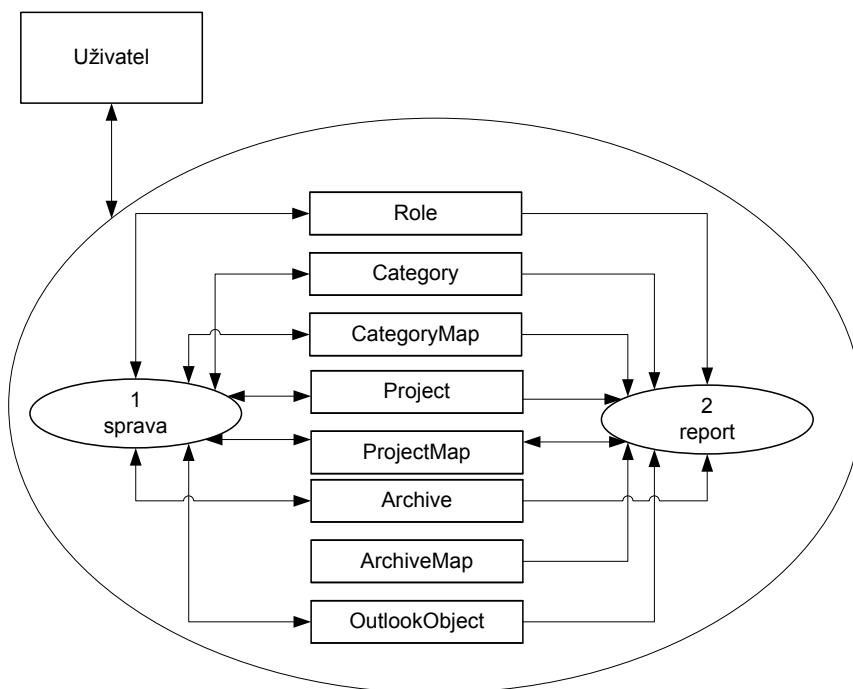 Uživatel
Role
Category
CategoryMap
Project
ProjectMap
Archive
ArchiveMap
OutlookObject
1
sprava
2
report